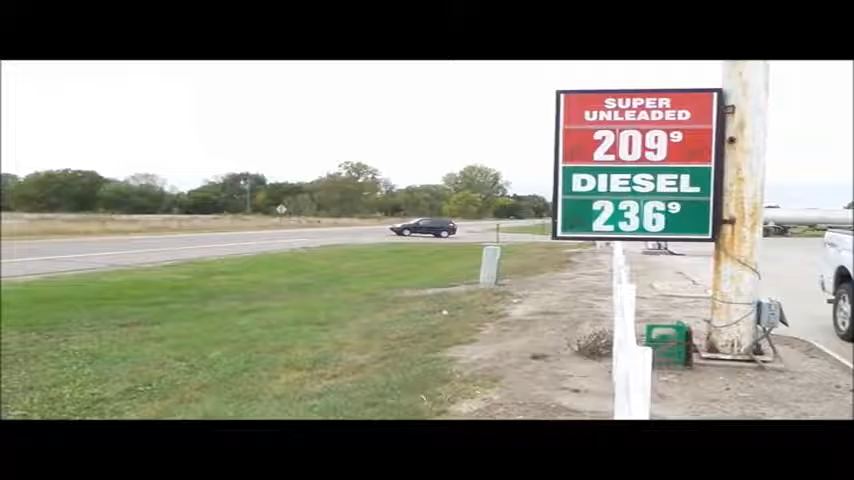 SUPER
UNLEADED
209⁹
DIESEL
236⁹